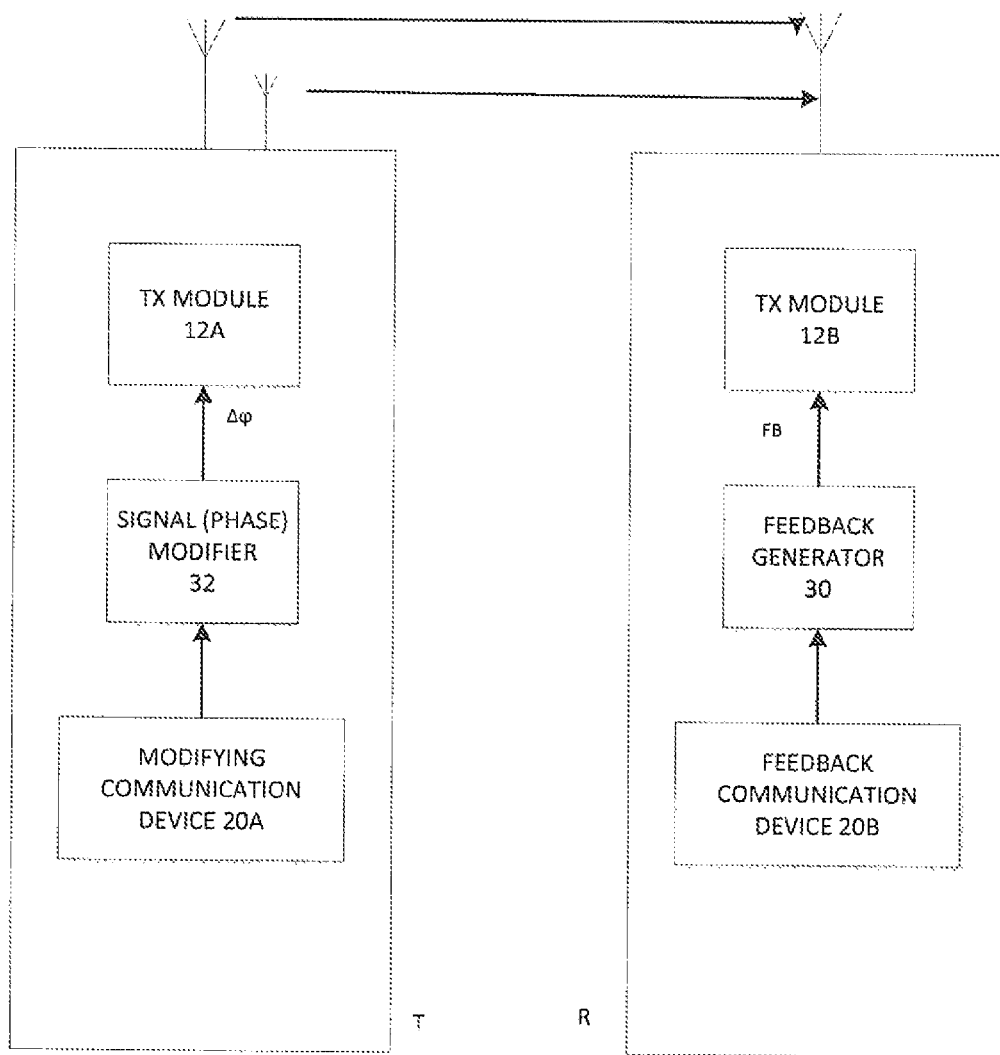 TX MODULE
12A
Δφ
SIGNAL (PHASE)
MODIFIER
32
MODIFYING
COMMUNICATION
DEVICE 20A
T
TX MODULE
12B
FB
FEEDBACK
GENERATOR
30
FEEDBACK
COMMUNICATION
DEVICE 20B
R